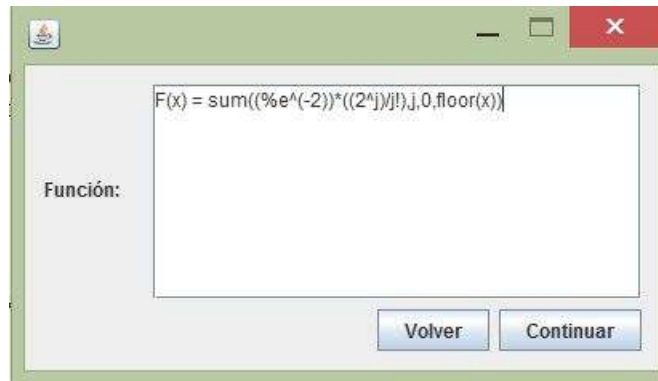 F(x) = sum((%e^(-2))*((2^j)/j!),j,0,floor(x))
Función:
Volver Continuar